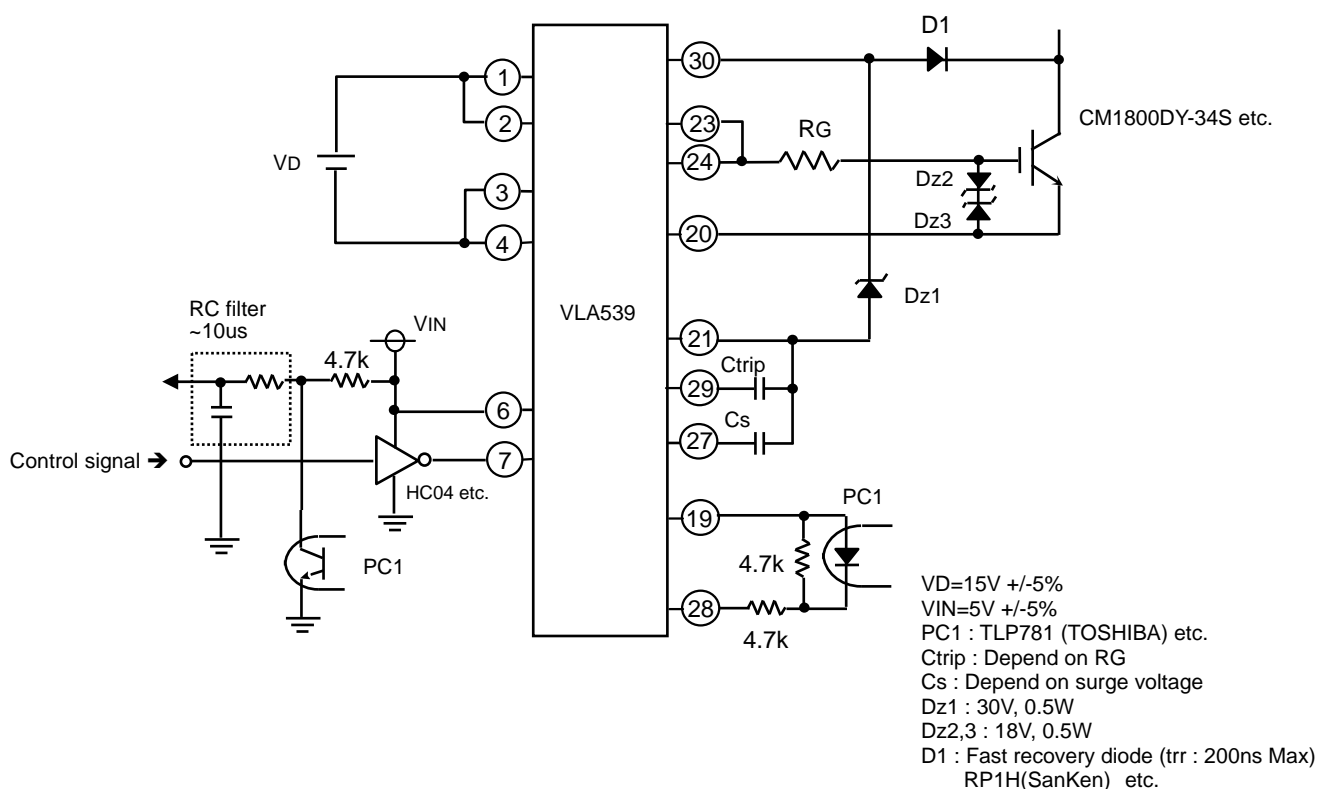 D1
1
30
2
23
RG
CM1800DY-34S etc.
VD
24
Dz2
3
Dz3
4
20
VLA539
Dz1
RC filter
~10us
VIN
4.7k
21
Ctrip
6
29
Cs
Control signal ➔
7
27
HC04 etc.
PC1
19
PC1
4.7k
28
4.7k
VD=15V +/-5%
VIN=5V +/-5%
PC1 : TLP781 (TOSHIBA) etc.
Ctrip : Depend on RG
Cs : Depend on surge voltage
Dz1 : 30V, 0.5W
Dz2,3 : 18V, 0.5W
D1 : Fast recovery diode (trr : 200ns Max)
RP1H(SanKen) etc.